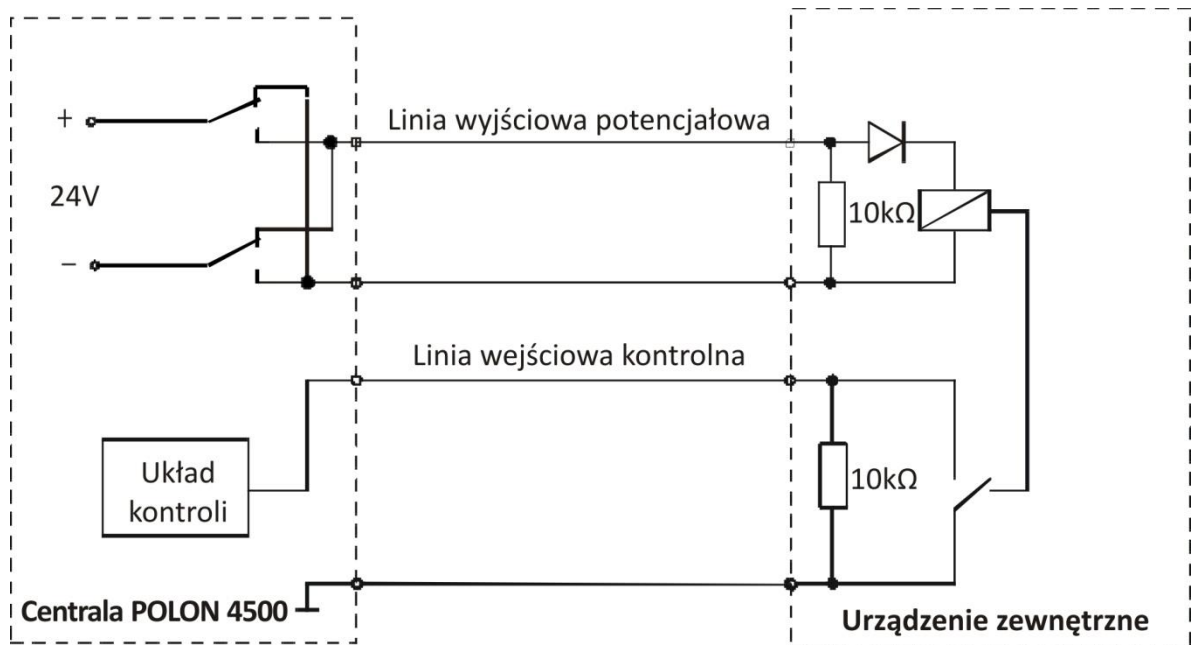 +
Linia wyjściowa potencjałowa
24V
10kΩ
−
Linia wejściowa kontrolna
Układ
kontroli
10kΩ
Centrala POLON 4500
Urządzenie zewnętrzne